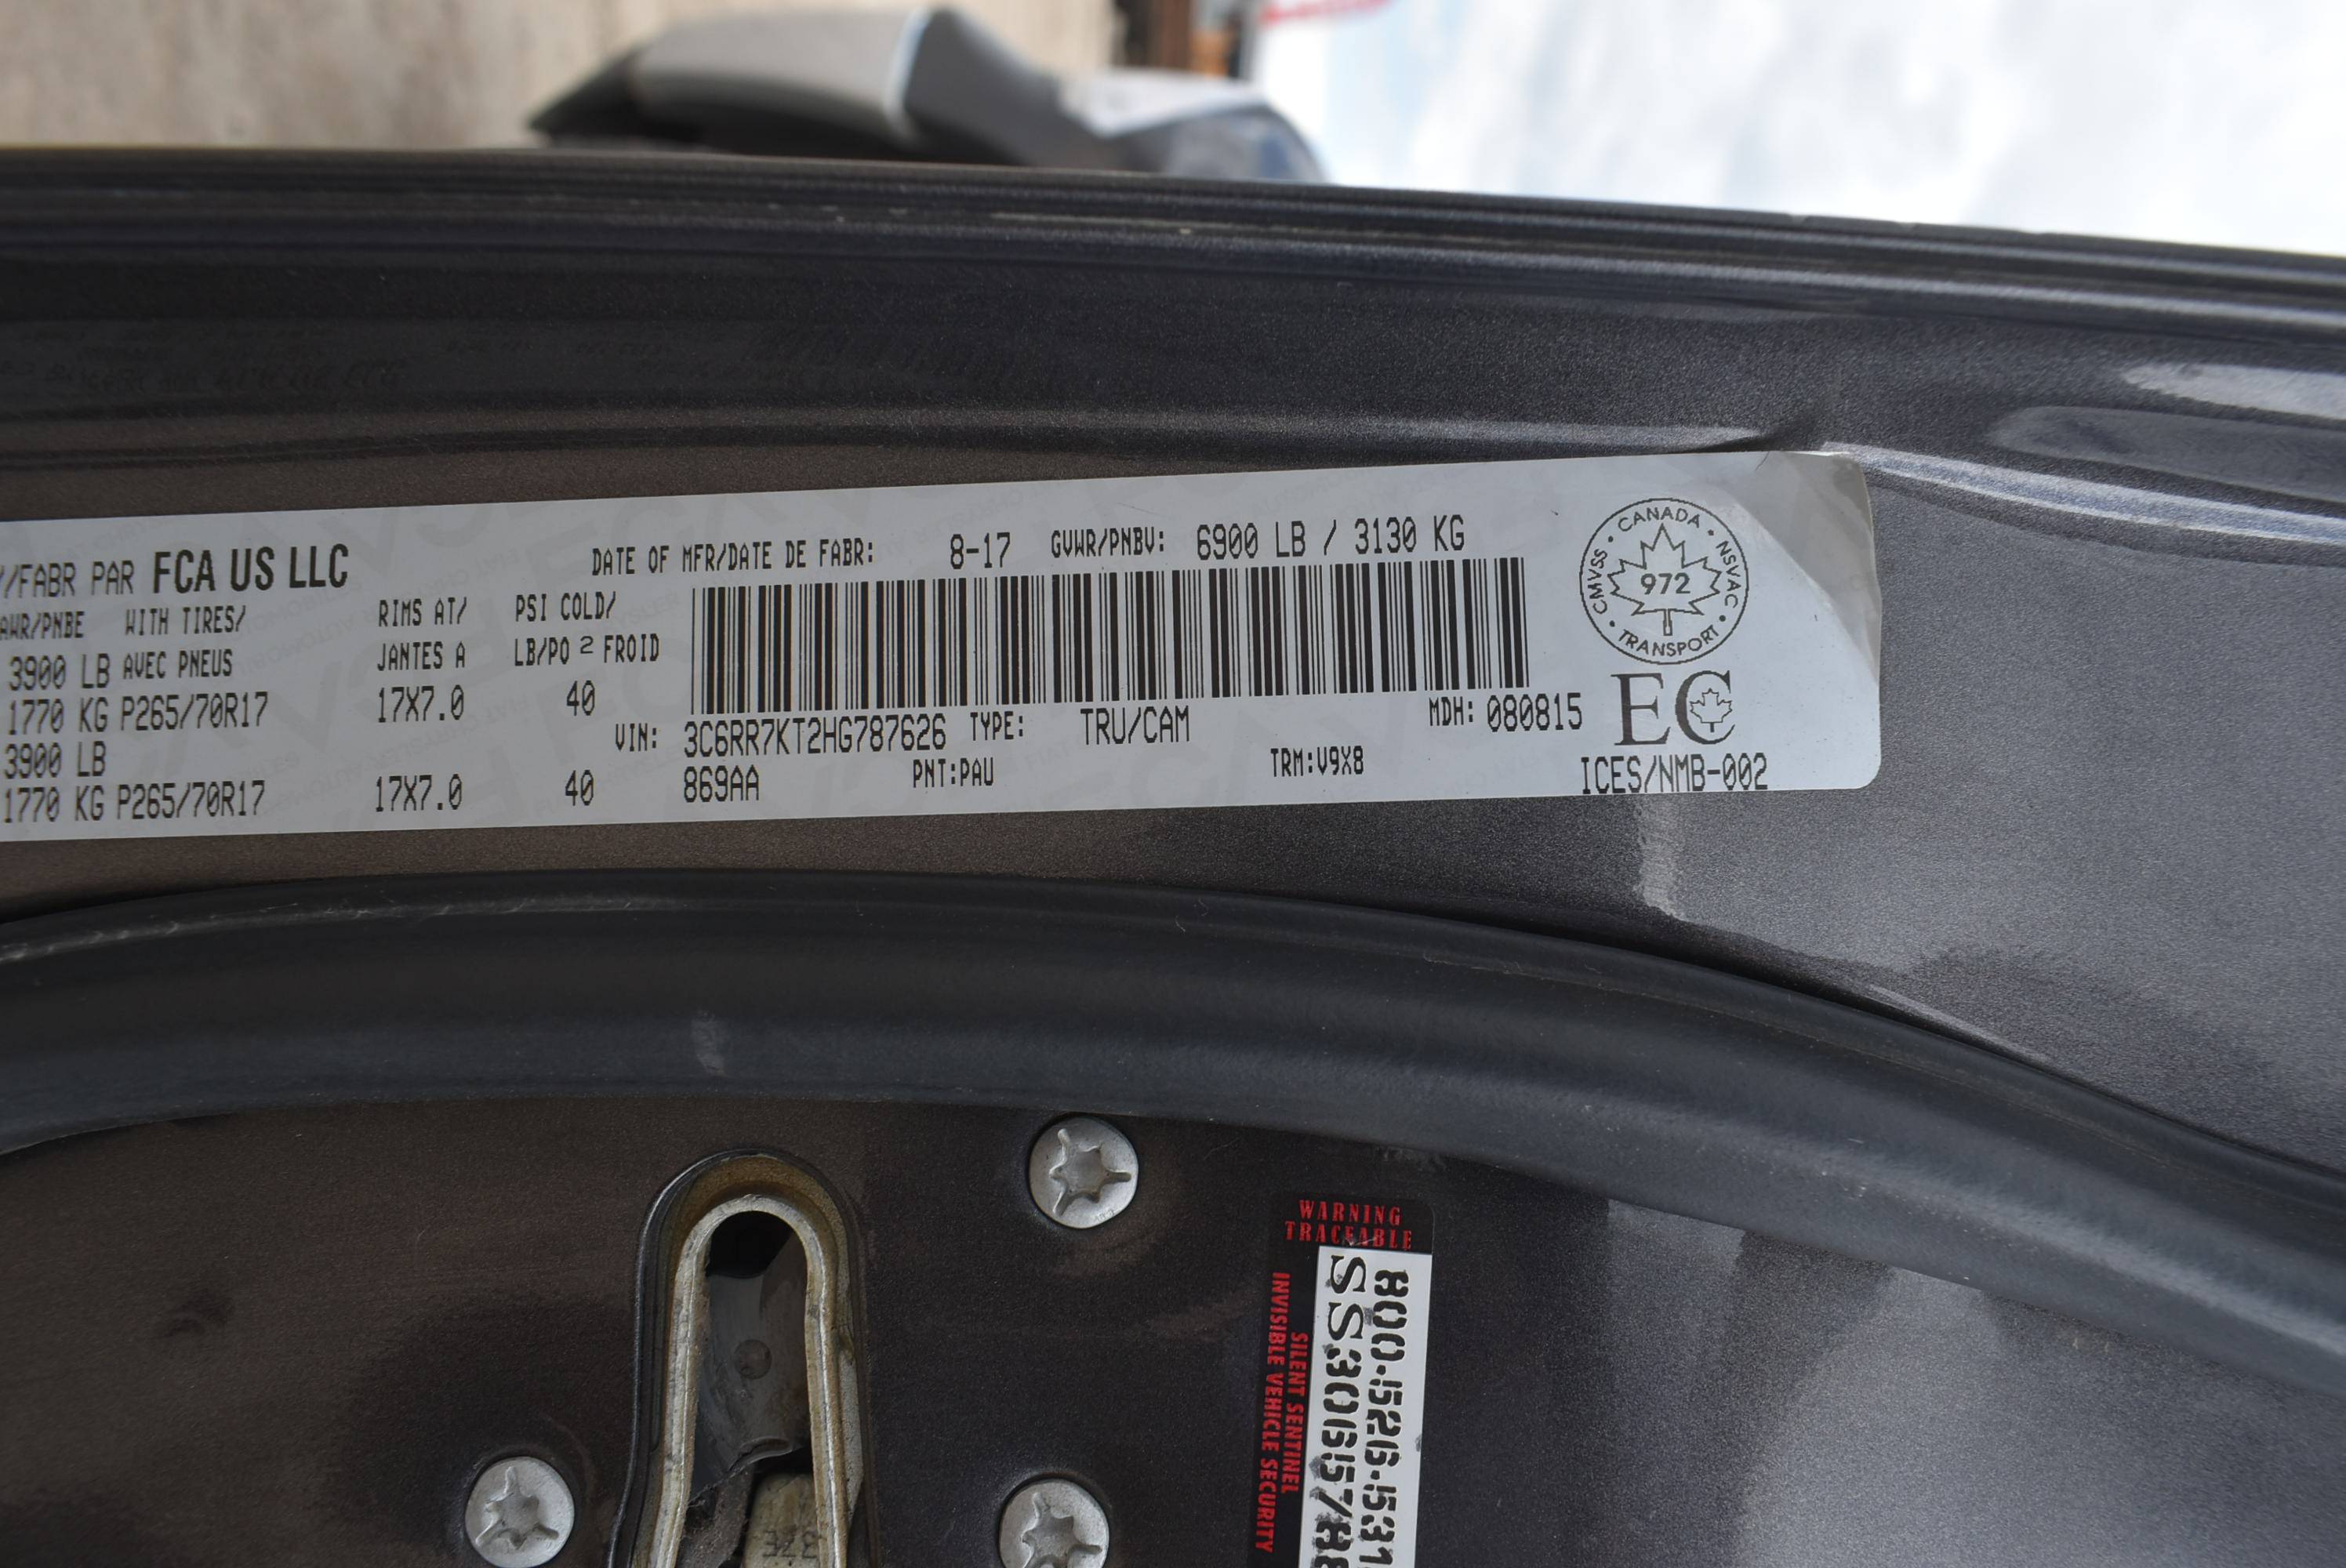 /FABR PAR FCA US LLC
DATE OF MFR/DATE DE FABR: 8-17 GVWR/PNBV: 6900 LB / 3130 KG
AWR/PNBE WITH TIRES/ RIMS AT/ PSI COLD/
3900 LB AVEC PNEUS JANTES A LB/PO 2 FROID
1770 KG P265/70R17 17X7.0 40
3900 LB
1770 KG P265/70R17 17X7.0 40
VIN: 3C6RR7KT2HG787626 TYPE: TRU/CAM MDH: 080815
869AA PNT:PAU TRM:V9X8
CANADA
CMVSS 972 NSVAC
TRANSPORT
EC
ICES/NMB-002
WARNING
TRACEABLE
800.526.531
SS306578
SILENT SENTINEL
INVISIBLE VEHICLE SECURITY